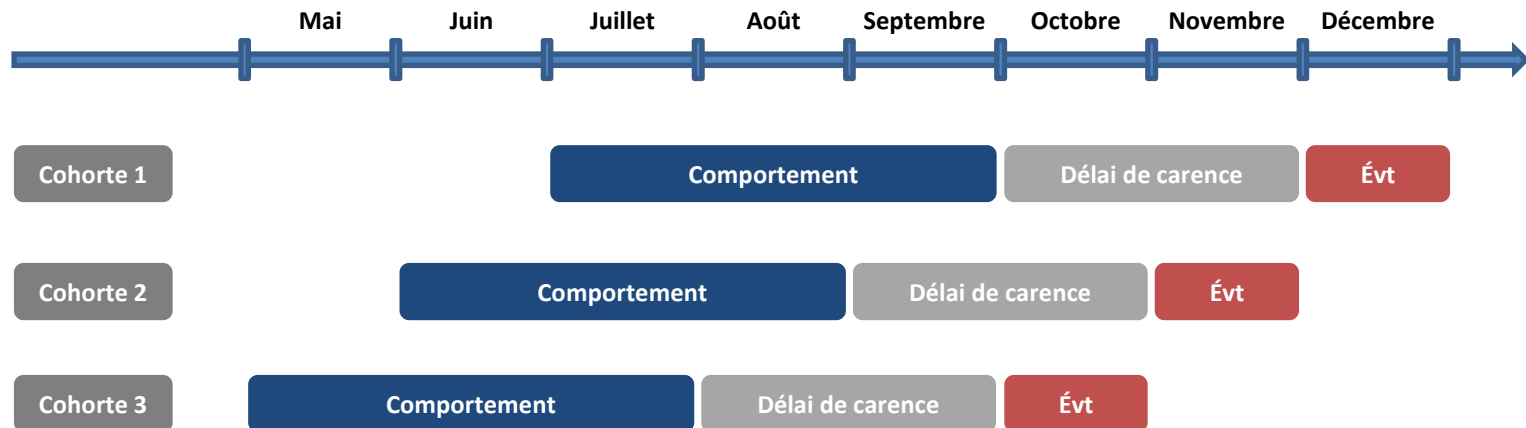 Mai Juin Juillet Août Septembre Octobre Novembre Décembre
Cohorte 1 Comportement Délai de carence Évt
Cohorte 2 Comportement Délai de carence Évt
Cohorte 3 Comportement Délai de carence Évt